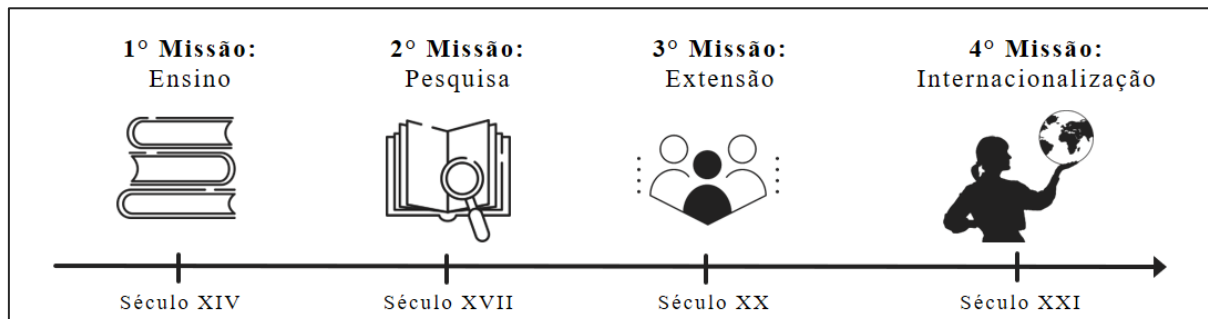 1° Missão:
Ensino
2° Missão:
Pesquisa
3° Missão:
Extensão
4° Missão:
Internacionalização
Século XIV
Século XVII
Século XX
Século XXI